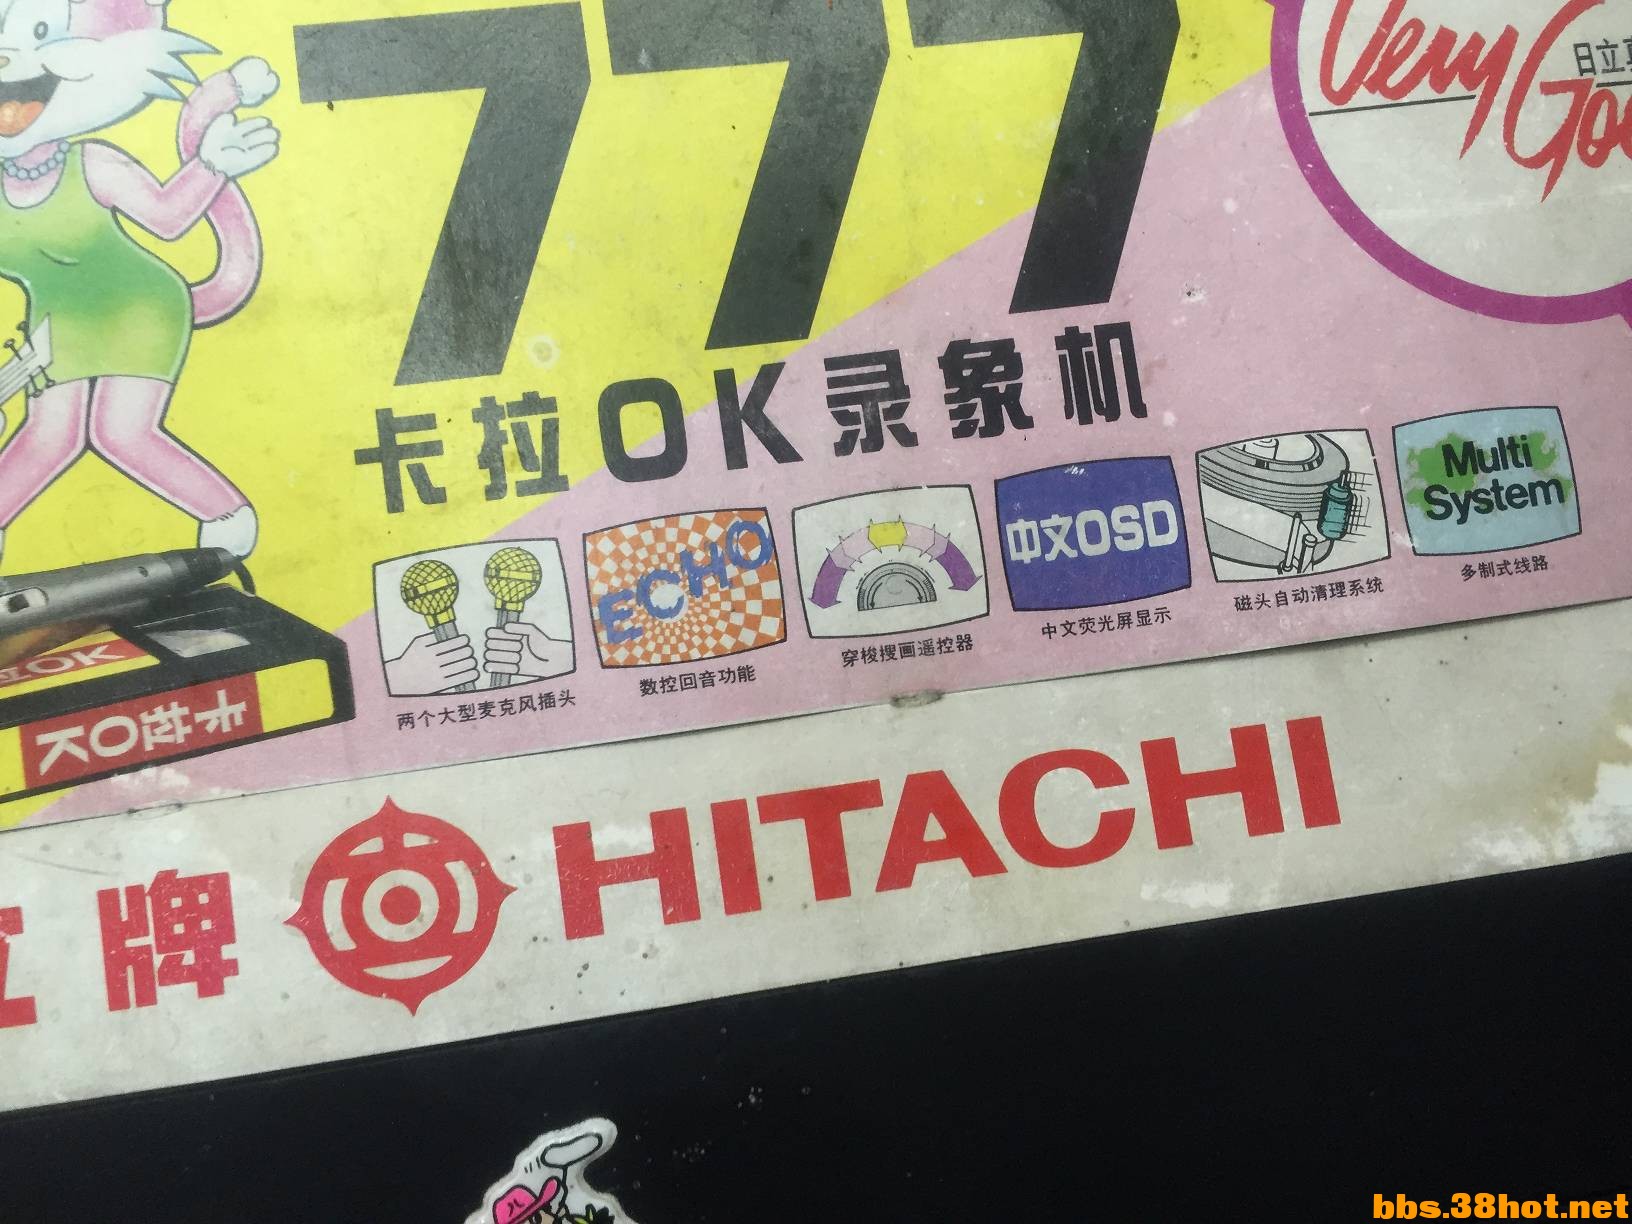 777
Very Goo
日立
卡拉OK录象机
ECHO
中文OSD
Multi
System
两个大型麦克风插头
数控回音功能
穿梭搜画遥控器
中文荧光屏显示
磁头自动清理系统
多制式线路
OK
卡拉OK
牌 HITACHI
bbs.38hot.net